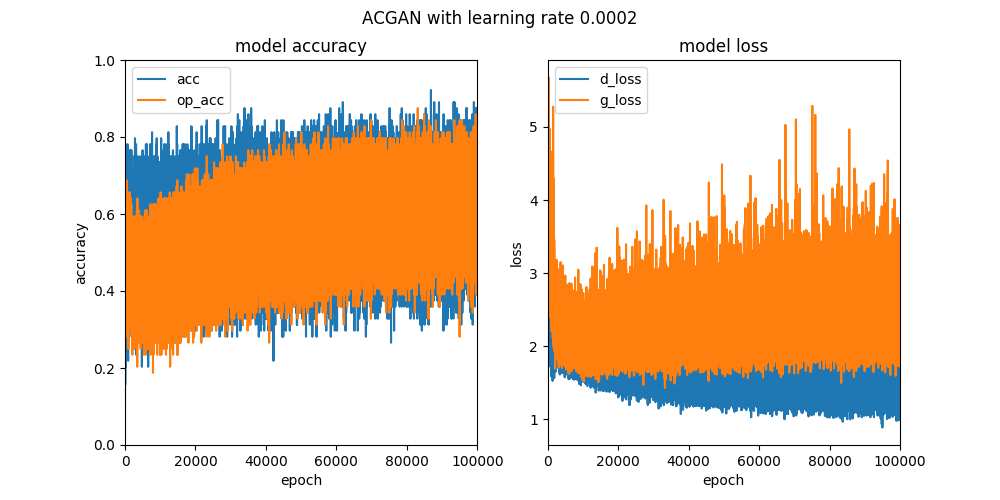 ACGAN with learning rate 0.0002
model accuracy
acc
op_acc
accuracy
1.0
0.8
0.6
0.4
0.2
0.0
0 20000 40000 60000 80000 100000
epoch
model loss
d_loss
g_loss
loss
5
4
3
2
1
0 20000 40000 60000 80000 100000
epoch